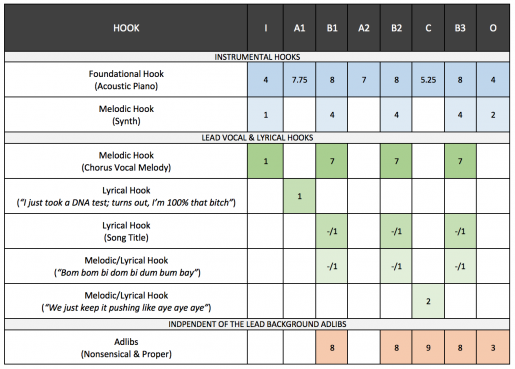 HOOK I A1 B1 A2 B2 C B3 O
INSTRUMENTAL HOOKS
Foundational Hook
(Acoustic Piano) 4 7.75 8 7 8 5.25 8 4
Melodic Hook
(Synth) 1 4 4 4 2
LEAD VOCAL & LYRICAL HOOKS
Melodic Hook
(Chorus Vocal Melody) 1 7 7 7
Lyrical Hook
(“I just took a DNA test; turns out, I’m 100% that bitch”) 1
Lyrical Hook
(Song Title) -/1 -/1 -/1
Melodic/Lyrical Hook
(“Bom bom bi dom bi dum bum bay”) -/1 -/1 -/1
Melodic/Lyrical Hook
(“We just keep it pushing like aye aye aye”) 2
INDPENDENT OF THE LEAD BACKGROUND ADLIBS
Adlibs
(Nonsensical & Proper) 8 8 9 8 3